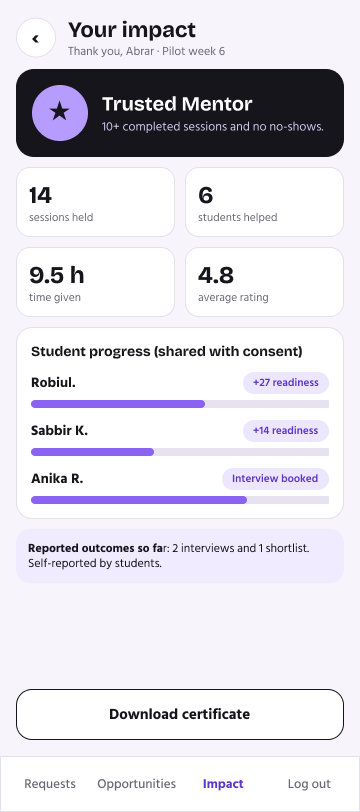 Your impact
Thank you, Abrar · Pilot week 6
Trusted Mentor
10+ completed sessions and no no-shows.
14
sessions held
6
students helped
9.5 h
time given
4.8
average rating
Student progress (shared with consent)
Robiul.
+27 readiness
Sabbir K.
+14 readiness
Anika R.
Interview booked
Reported outcomes so far: 2 interviews and 1 shortlist.
Self-reported by students.
Download certificate
Requests Opportunities Impact Log out